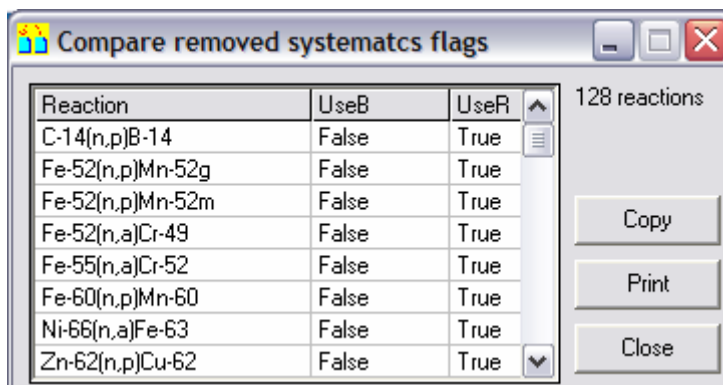 Compare removed systematcs flags
Reaction UseB UseR
C-14(n,p)B-14 False True
Fe-52(n,p)Mn-52g False True
Fe-52(n,p)Mn-52m False True
Fe-52(n,a)Cr-49 False True
Fe-55(n,a)Cr-52 False True
Fe-60(n,p)Mn-60 False True
Ni-66(n,a)Fe-63 False True
Zn-62(n,p)Cu-62 False True
128 reactions
Copy
Print
Close